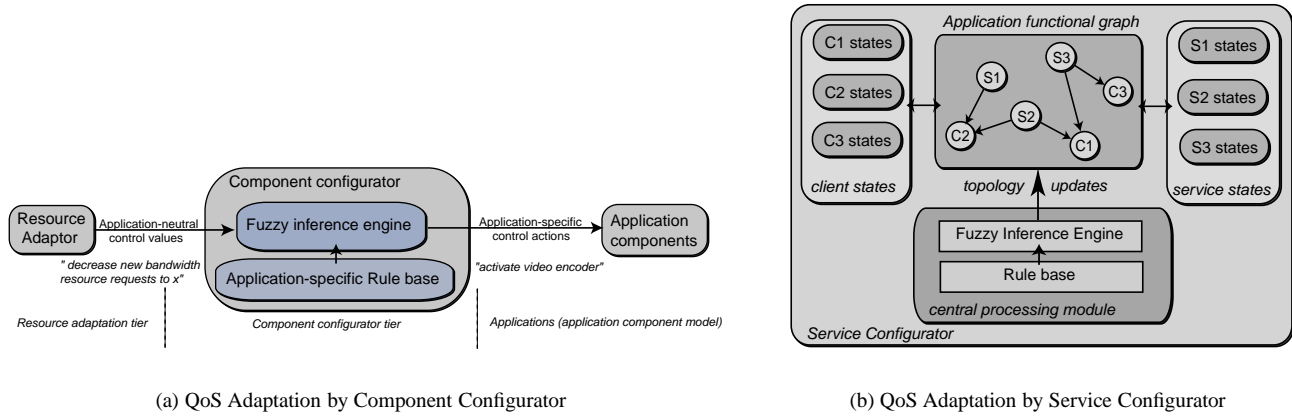 Component configurator
Resource
Adaptor
Application-neutral
control values
Fuzzy inference engine
Application-specific
control actions
Application
components
" decrease new bandwidth
resource requests to x"
Application-specific Rule base
"activate video encoder"
Resource adaptation tier
Component configurator tier
Applications (application component model)
(a) QoS Adaptation by Component Configurator
Application functional graph
C1 states
C2 states
C3 states
client states
S1
S3
C3
S2
C2
C1
S1 states
S2 states
S3 states
service states
topology updates
Fuzzy Inference Engine
Rule base
central processing module
Service Configurator
(b) QoS Adaptation by Service Configurator